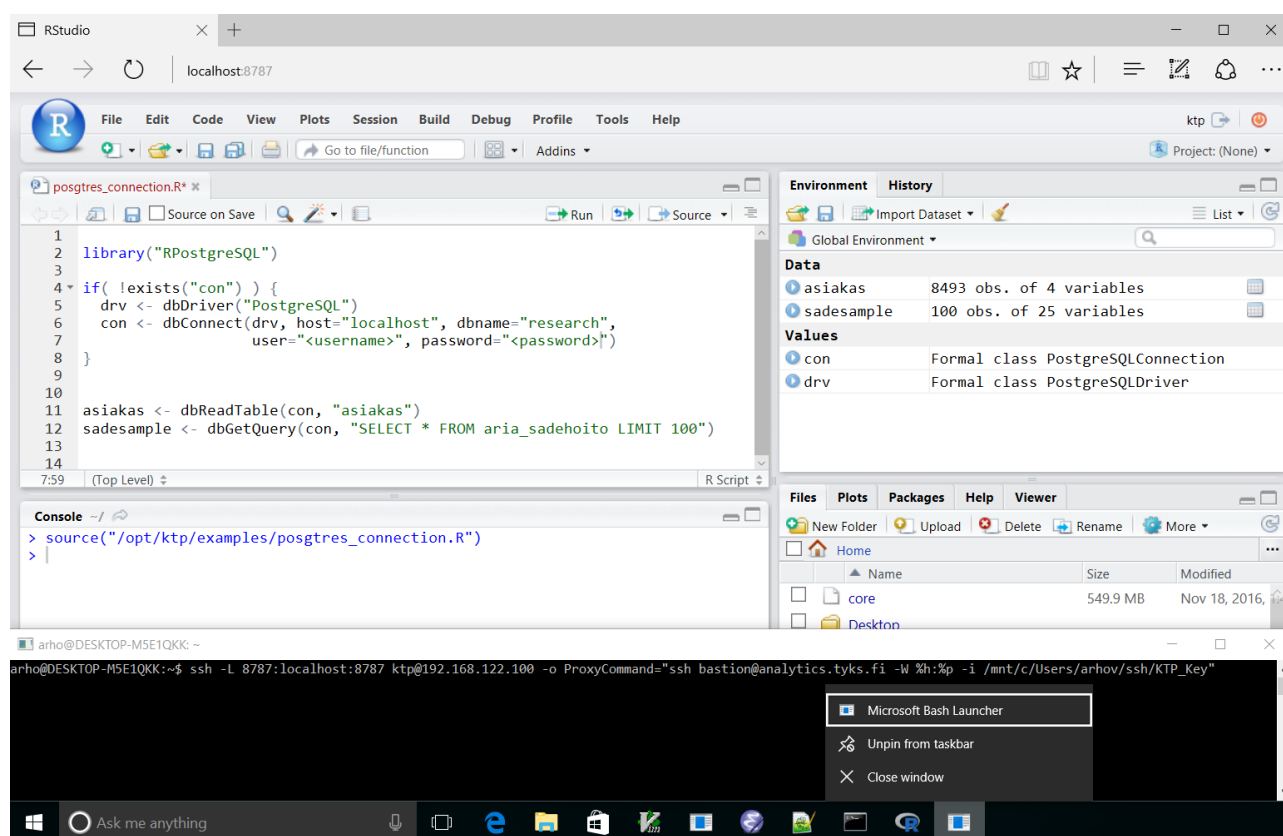 RStudio
localhost:8787
R
File Edit Code View Plots Session Build Debug Profile Tools Help
ktp
Go to file/function
Addins
Project: (None)
posgtres_connection.R*
Source on Save
Run
Source
1
2 library("RPostgreSQL")
3
4 if( !exists("con") ) {
5 drv <- dbDriver("PostgreSQL")
6 con <- dbConnect(drv, host="localhost", dbname="research",
7 user="<username>", password="<password>")
8 }
9
10
11 asiakas <- dbReadTable(con, "asiakas")
12 sadesample <- dbGetQuery(con, "SELECT * FROM aria_sadehoito LIMIT 100")
13
14
7:59 (Top Level) R Script
Console ~/
> source("/opt/ktp/examples/posgtres_connection.R")
>
Environment History
Import Dataset
List
Global Environment
Data
asiakas 8493 obs. of 4 variables
sadesample 100 obs. of 25 variables
Values
con Formal class PostgreSQLConnection
drv Formal class PostgreSQLDriver
Files Plots Packages Help Viewer
New Folder Upload Delete Rename More
Home
Name Size Modified
core 549.9 MB Nov 18, 2016,
Desktop
arho@DESKTOP-M5E1QKK: ~
arho@DESKTOP-M5E1QKK:~$ ssh -L 8787:localhost:8787 ktp@192.168.122.100 -o ProxyCommand="ssh bastion@analytics.tyks.fi -W %h:%p -i /mnt/c/Users/arhov/ssh/KTP_Key"
Microsoft Bash Launcher
Unpin from taskbar
Close window
Ask me anything